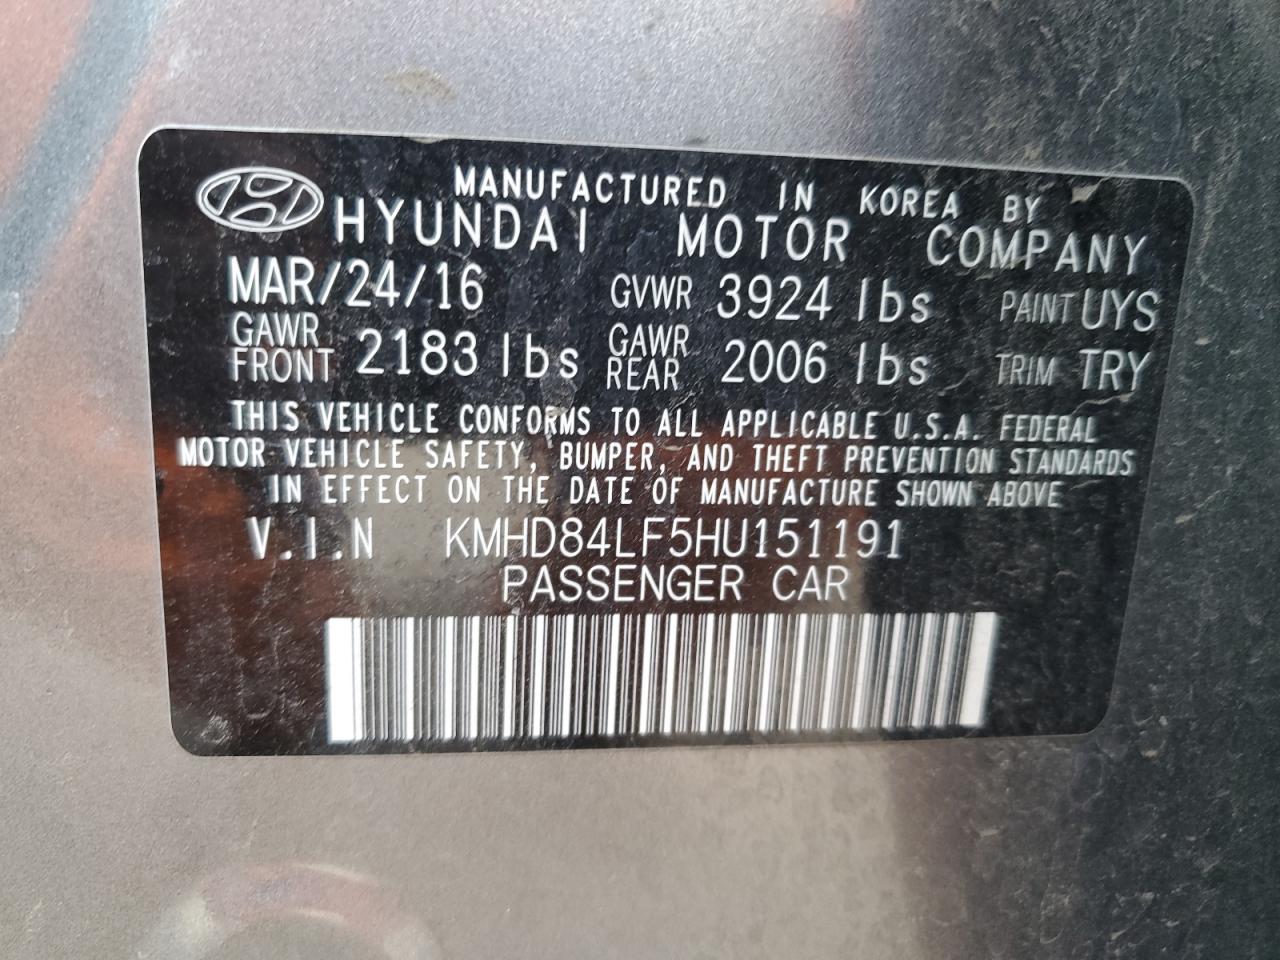 MANUFACTURED IN KOREA BY
HYUNDAI MOTOR COMPANY
MAR/24/16 GVWR 3924 lbs PAINT UYS
GAWR FRONT 2183 lbs GAWR REAR 2006 lbs TRIM TRY
THIS VEHICLE CONFORMS TO ALL APPLICABLE U.S.A. FEDERAL
MOTOR VEHICLE SAFETY, BUMPER, AND THEFT PREVENTION STANDARDS
IN EFFECT ON THE DATE OF MANUFACTURE SHOWN ABOVE
V.I.N KMHD84LF5HU151191
PASSENGER CAR